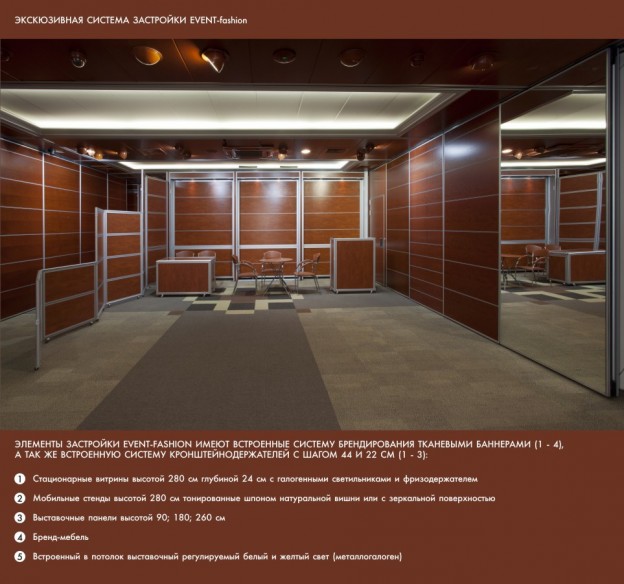 ЭКСКЮЗИВНАЯ СИСТЕМА ЗАСТРОЙКИ EVENT-fashion
ЭЛЕМЕНТЫ ЗАСТРОЙКИ EVENT-FASHION ИМЕЮТ ВСТРОЕННЫЕ СИСТЕМУ БРЕНДИРОВАНИЯ ТКАНЕВЫМИ БАННЕРАМИ (1 - 4),
А ТАК ЖЕ ВСТРОЕННУЮ СИСТЕМУ КРОНШТЕЙНОДЕРЖАТЕЛЕЙ С ШАГОМ 44 И 22 СМ (1 - 3):
1 Стационарные витрины высотой 280 см глубиной 24 см с галогенными светильниками и фризодержателем
2 Мобильные стенды высотой 280 см тонированные шпоном натуральной вишни или с зеркальной поверхностью
3 Выставочные панели высотой 90; 180; 260 см
4 Бренд-мебель
5 Встроенный в потолок выставочный регулируемый белый и желтый свет (металлогалоген)